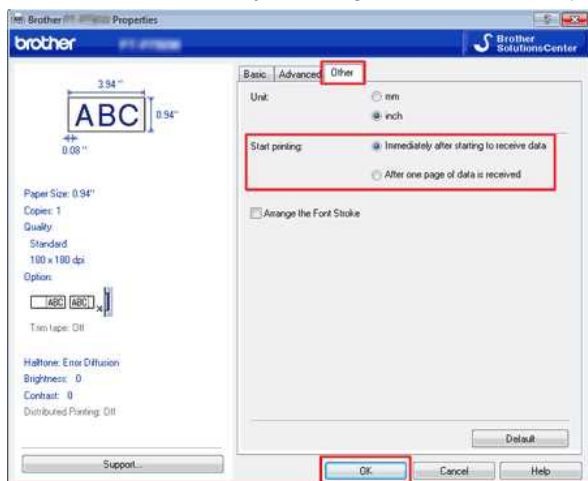 Brother Properties
brother
Brother
SolutionsCenter
3.94 "
ABC
0.94"
0.08 "
Paper Size: 0.94"
Copies: 1
Quality:
Standard
180 x 180 dpi
Option:
ABC ABC
Trim tape: Off
Halftone: Error Diffusion
Brightness: 0
Contrast: 0
Distributed Printing: Off
Support...
Basic Advanced Other
Unit: mm
inch
Start printing: Immediately after starting to receive data
After one page of data is received
Arrange the Font Stroke
Default
OK Cancel Help